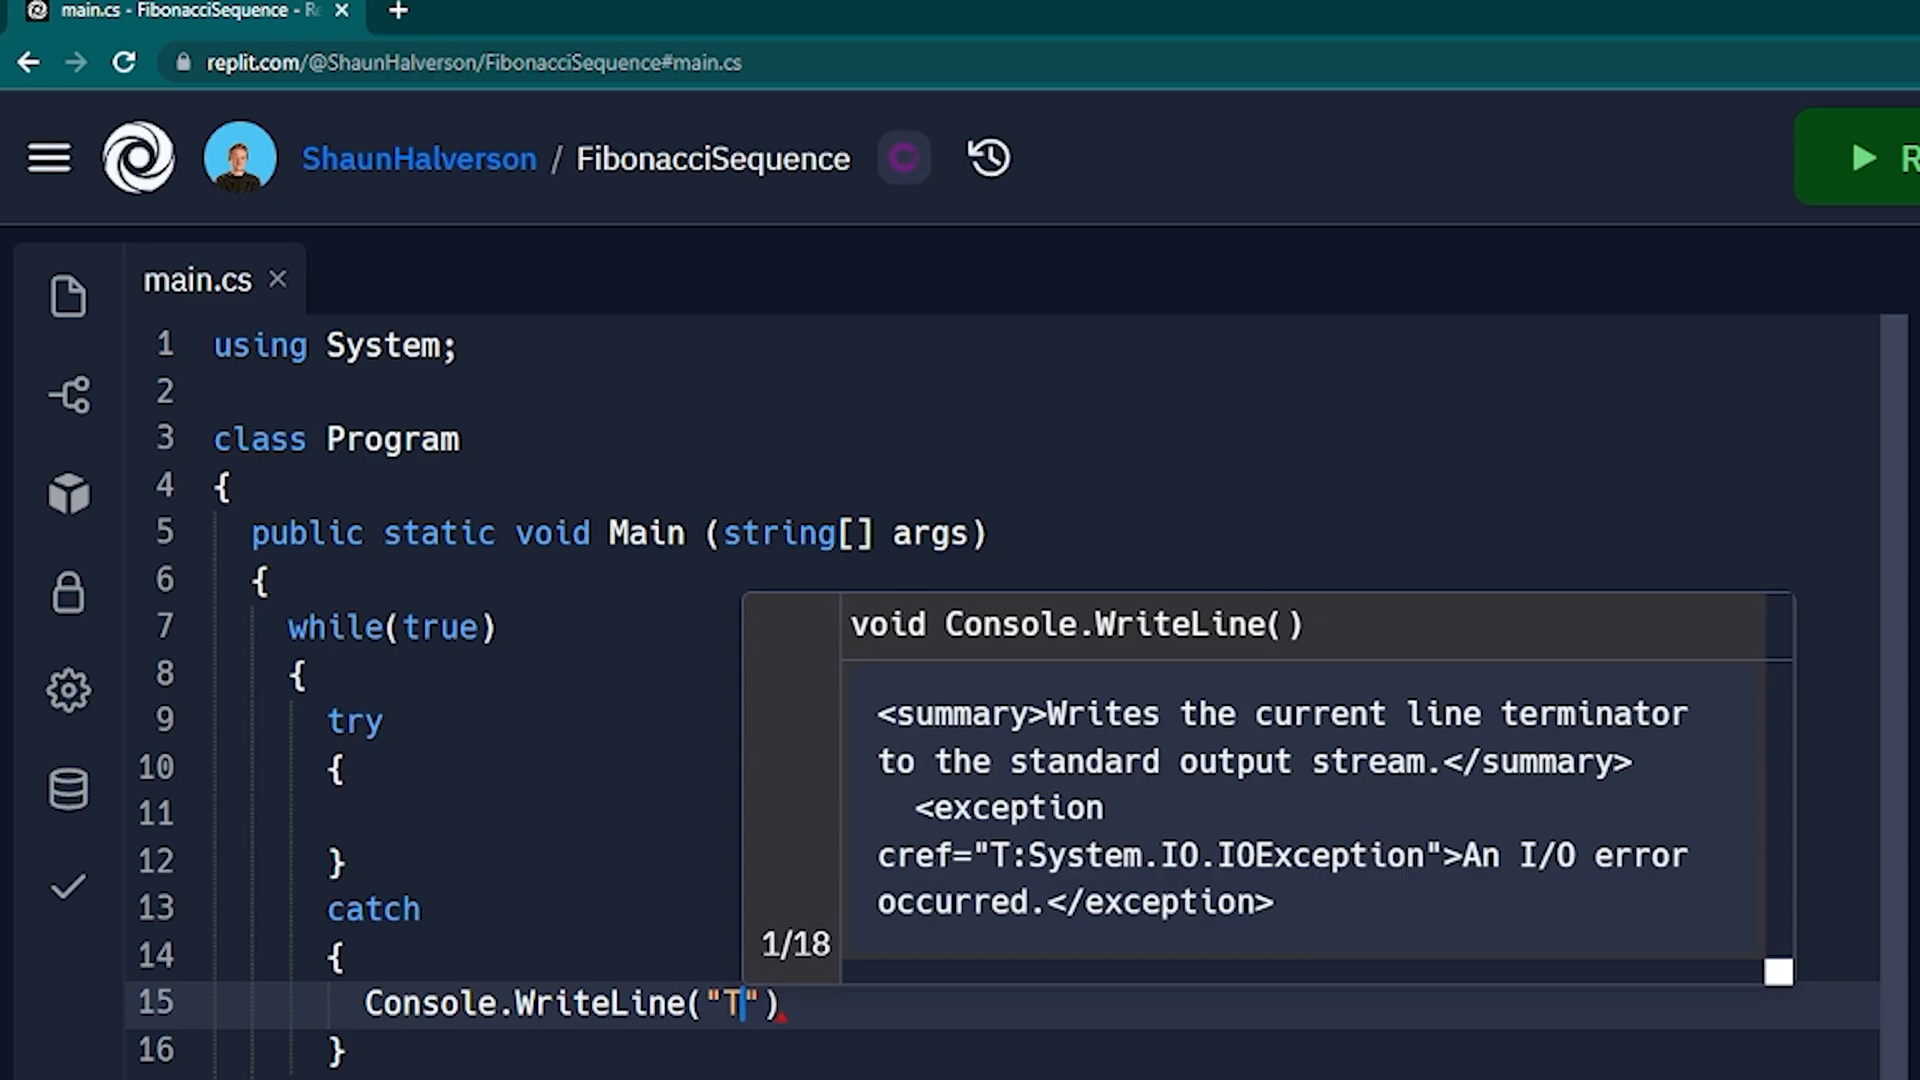 main.cs - FibonacciSequence - Re
replit.com/@ShaunHalverson/FibonacciSequence#main.cs
ShaunHalverson / FibonacciSequence
R
main.cs
1 using System;
2
3 class Program
4 {
5 public static void Main (string[] args)
6 {
7 while(true)
8 {
9 try
10 {
11
12 }
13 catch
14 {
15 Console.WriteLine("T")
16 }
void Console.WriteLine()
<summary>Writes the current line terminator
to the standard output stream.</summary>
<exception
cref="T:System.IO.IOException">An I/O error
occurred.</exception>
1/18